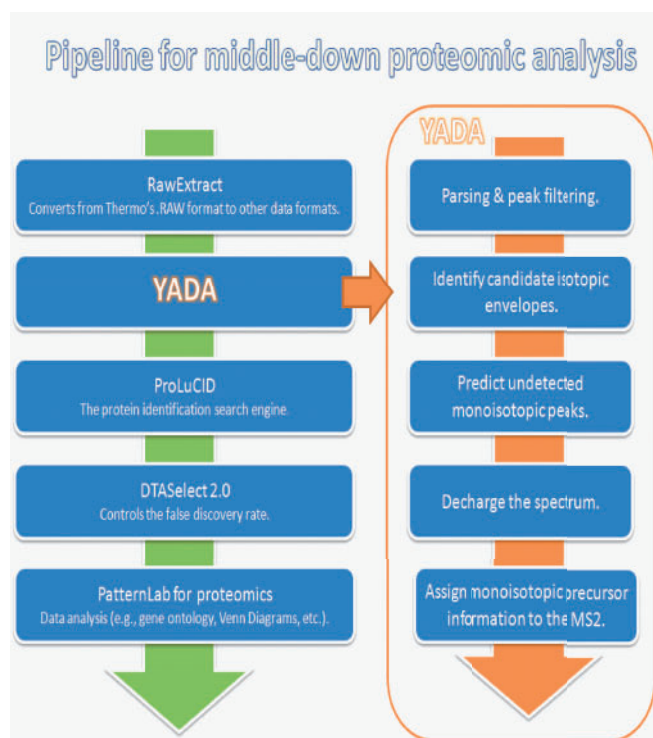 Pipeline for middle-down proteomic analysis
RawExtract
Converts from Thermo's .RAW format to other data formats.
YADA
ProLuCID
The protein identification search engine.
DTASelect 2.0
Controls the false discovery rate.
PatternLab for proteomics
Data analysis (e.g., gene ontology, Venn Diagrams, etc.).
YADA
Parsing & peak filtering.
Identify candidate isotopic
envelopes.
Predict undetected
monoisotopic peaks.
Decharge the spectrum.
Assign monoisotopic precursor
information to the MS2.